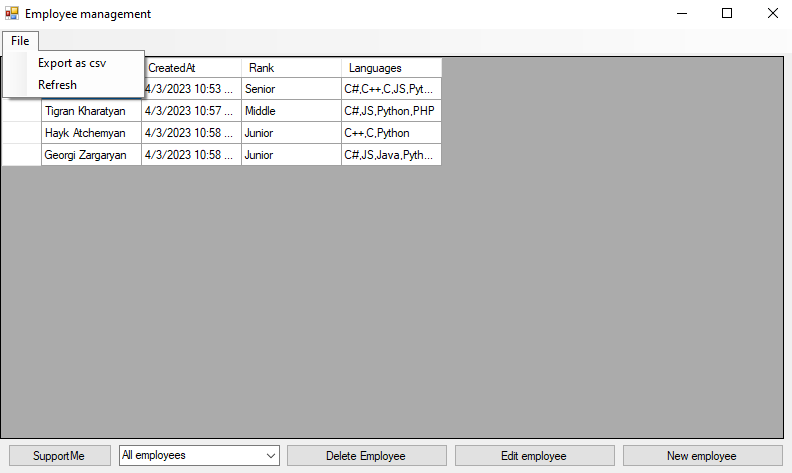 Employee management
File
Export as csv
Refresh
CreatedAt Rank Languages
4/3/2023 10:53 ... Senior C#,C++,C,JS,Pyt...
Tigran Kharatyan 4/3/2023 10:57 ... Middle C#,JS,Python,PHP
Hayk Atchemyan 4/3/2023 10:58 ... Junior C++,C,Python
Georgi Zargaryan 4/3/2023 10:58 ... Junior C#,JS,Java,Pyth...
SupportMe All employees Delete Employee Edit employee New employee